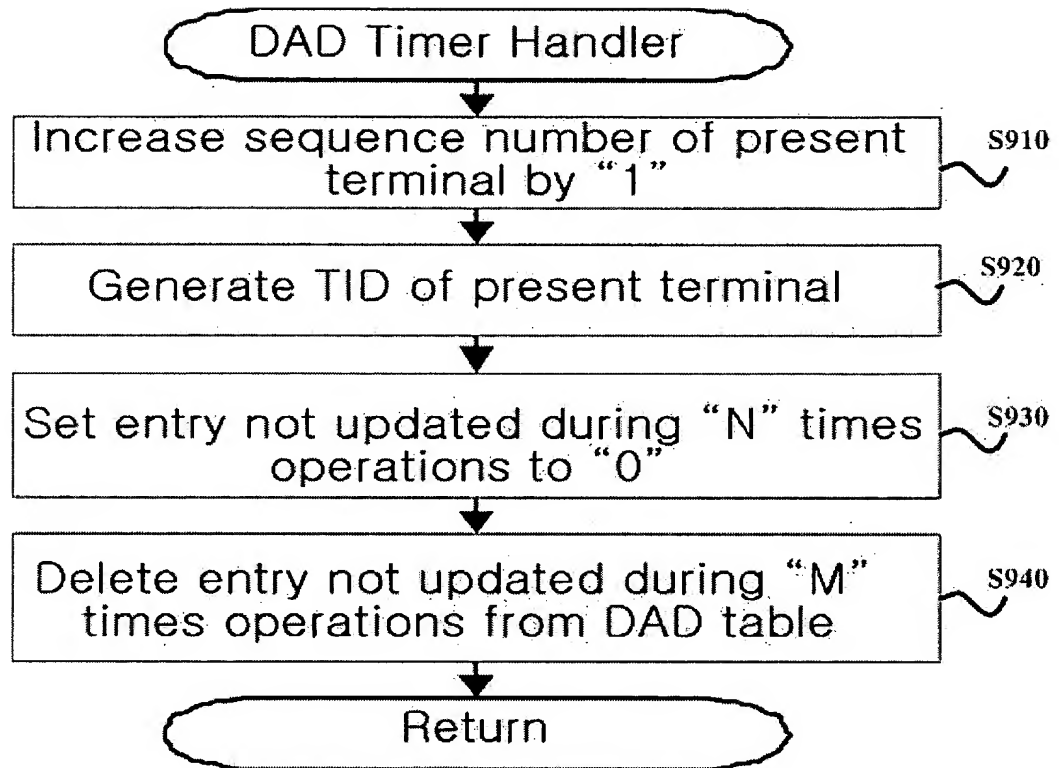 DAD Timer Handler
Increase sequence number of present
terminal by “1”
S910
Generate TID of present terminal
S920
Set entry not updated during “N” times
operations to “0”
S930
Delete entry not updated during “M”
times operations from DAD table
S940
Return